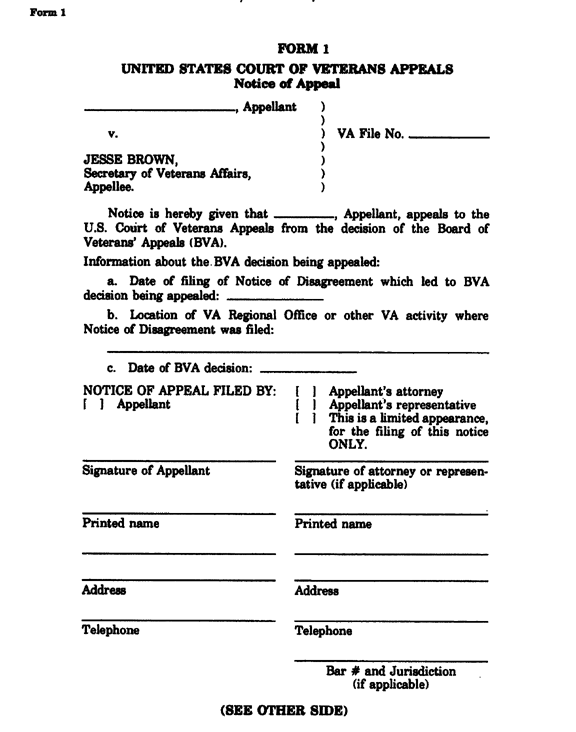 Form 1
FORM 1
UNITED STATES COURT OF VETERANS APPEALS
Notice of Appeal
____________, Appellant )
)
v. ) VA File No. ____________
)
JESSE BROWN, )
Secretary of Veterans Affairs, )
Appellee. )
Notice is hereby given that ________, Appellant, appeals to the
U.S. Court of Veterans Appeals from the decision of the Board of
Veterans' Appeals (BVA).
Information about the BVA decision being appealed:
a. Date of filing of Notice of Disagreement which led to BVA
decision being appealed: ____________
b. Location of VA Regional Office or other VA activity where
Notice of Disagreement was filed:
c. Date of BVA decision: ____________
NOTICE OF APPEAL FILED BY: [ ] Appellant's attorney
[ ] Appellant [ ] Appellant's representative
[ ] This is a limited appearance,
for the filing of this notice
ONLY.
Signature of Appellant Signature of attorney or represen-
tative (if applicable)
Printed name Printed name
Address Address
Telephone Telephone
Bar # and Jurisdiction
(if applicable)
(SEE OTHER SIDE)